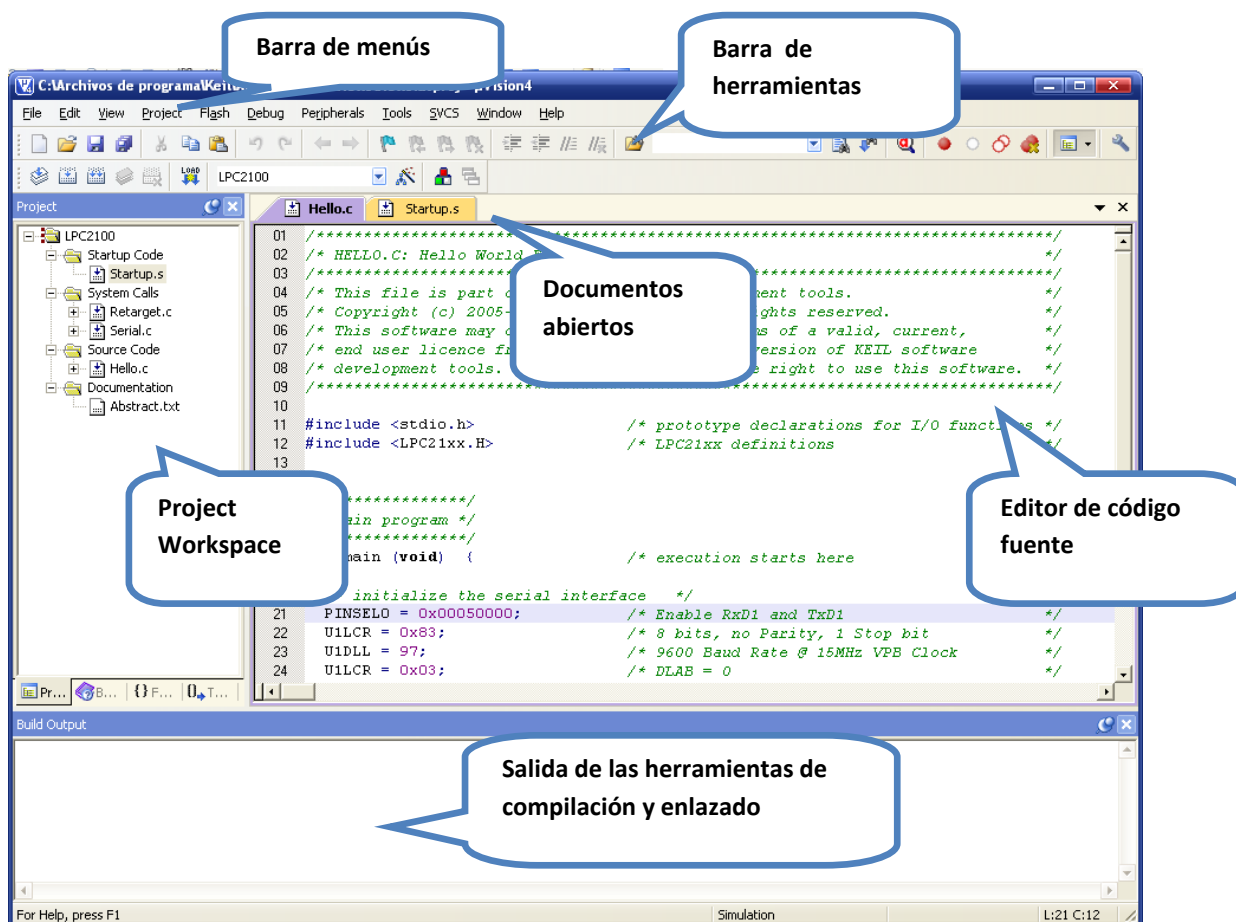 Barra de menús
Barra de
herramientas
C:\Archivos de programa\Keil
Vision4
File Edit View Project Flash Debug Peripherals Tools SVCS Window Help
LOAD LPC2100
Project
LPC2100
Startup Code
Startup.s
System Calls
Retarget.c
Serial.c
Source Code
Hello.c
Documentation
Abstract.txt
Pr... B... {} F... 0 T...
Hello.c Startup.s
Documentos
abiertos
01 /*****************************************************************************/
02 /* HELLO.C: Hello World */
03 /*****************************************************************************/
04 /* This file is part ment tools. */
05 /* Copyright (c) 2005- ights reserved. */
06 /* This software may of a valid, current, */
07 /* end user licence version of KEIL software */
08 /* development tools. right to use this software. */
09 /*****************************************************************************/
10
11 #include <stdio.h> /* prototype declarations for I/O functions */
12 #include <LPC21xx.H> /* LPC21xx definitions */
13
*************/
program */
*************/
main (void) { /* execution starts here
initialize the serial interface */
21 PINSEL0 = 0x00050000; /* Enable RxD1 and TxD1 */
22 U1LCR = 0x83; /* 8 bits, no Parity, 1 Stop bit */
23 U1DLL = 97; /* 9600 Baud Rate @ 15MHz VPB Clock */
24 U1LCR = 0x03; /* DLAB = 0 */
Project
Workspace
Editor de código
fuente
Build Output
Salida de las herramientas de
compilación y enlazado
For Help, press F1 Simulation L:21 C:12